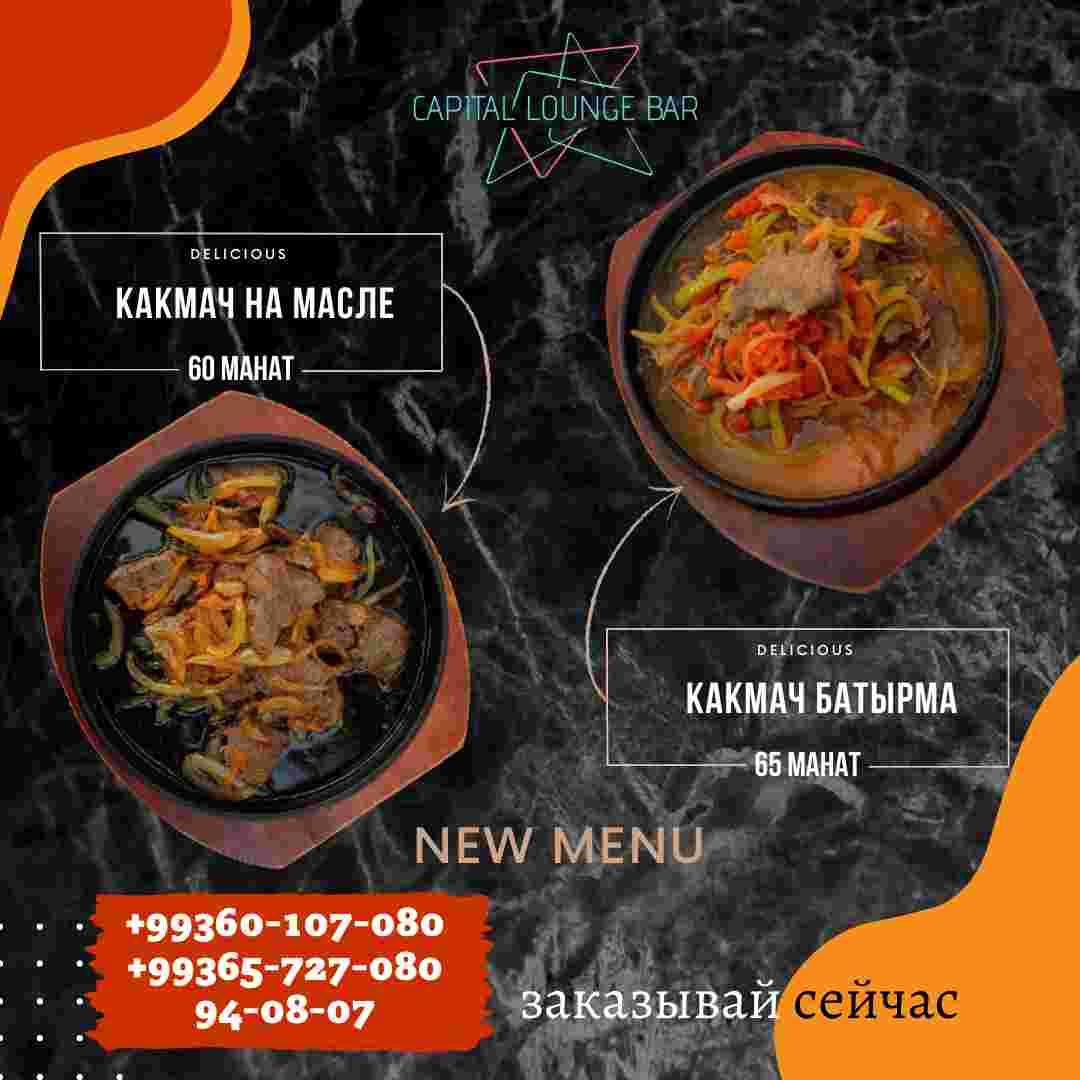 CAPITAL LOUNGE BAR
DELICIOUS
КАКМАЧ НА МАСЛЕ
60 МАНАТ
DELICIOUS
КАКМАЧ БАТЫРМА
65 МАНАТ
NEW MENU
+99360-107-080
+99365-727-080
94-08-07
заказывай сейчас